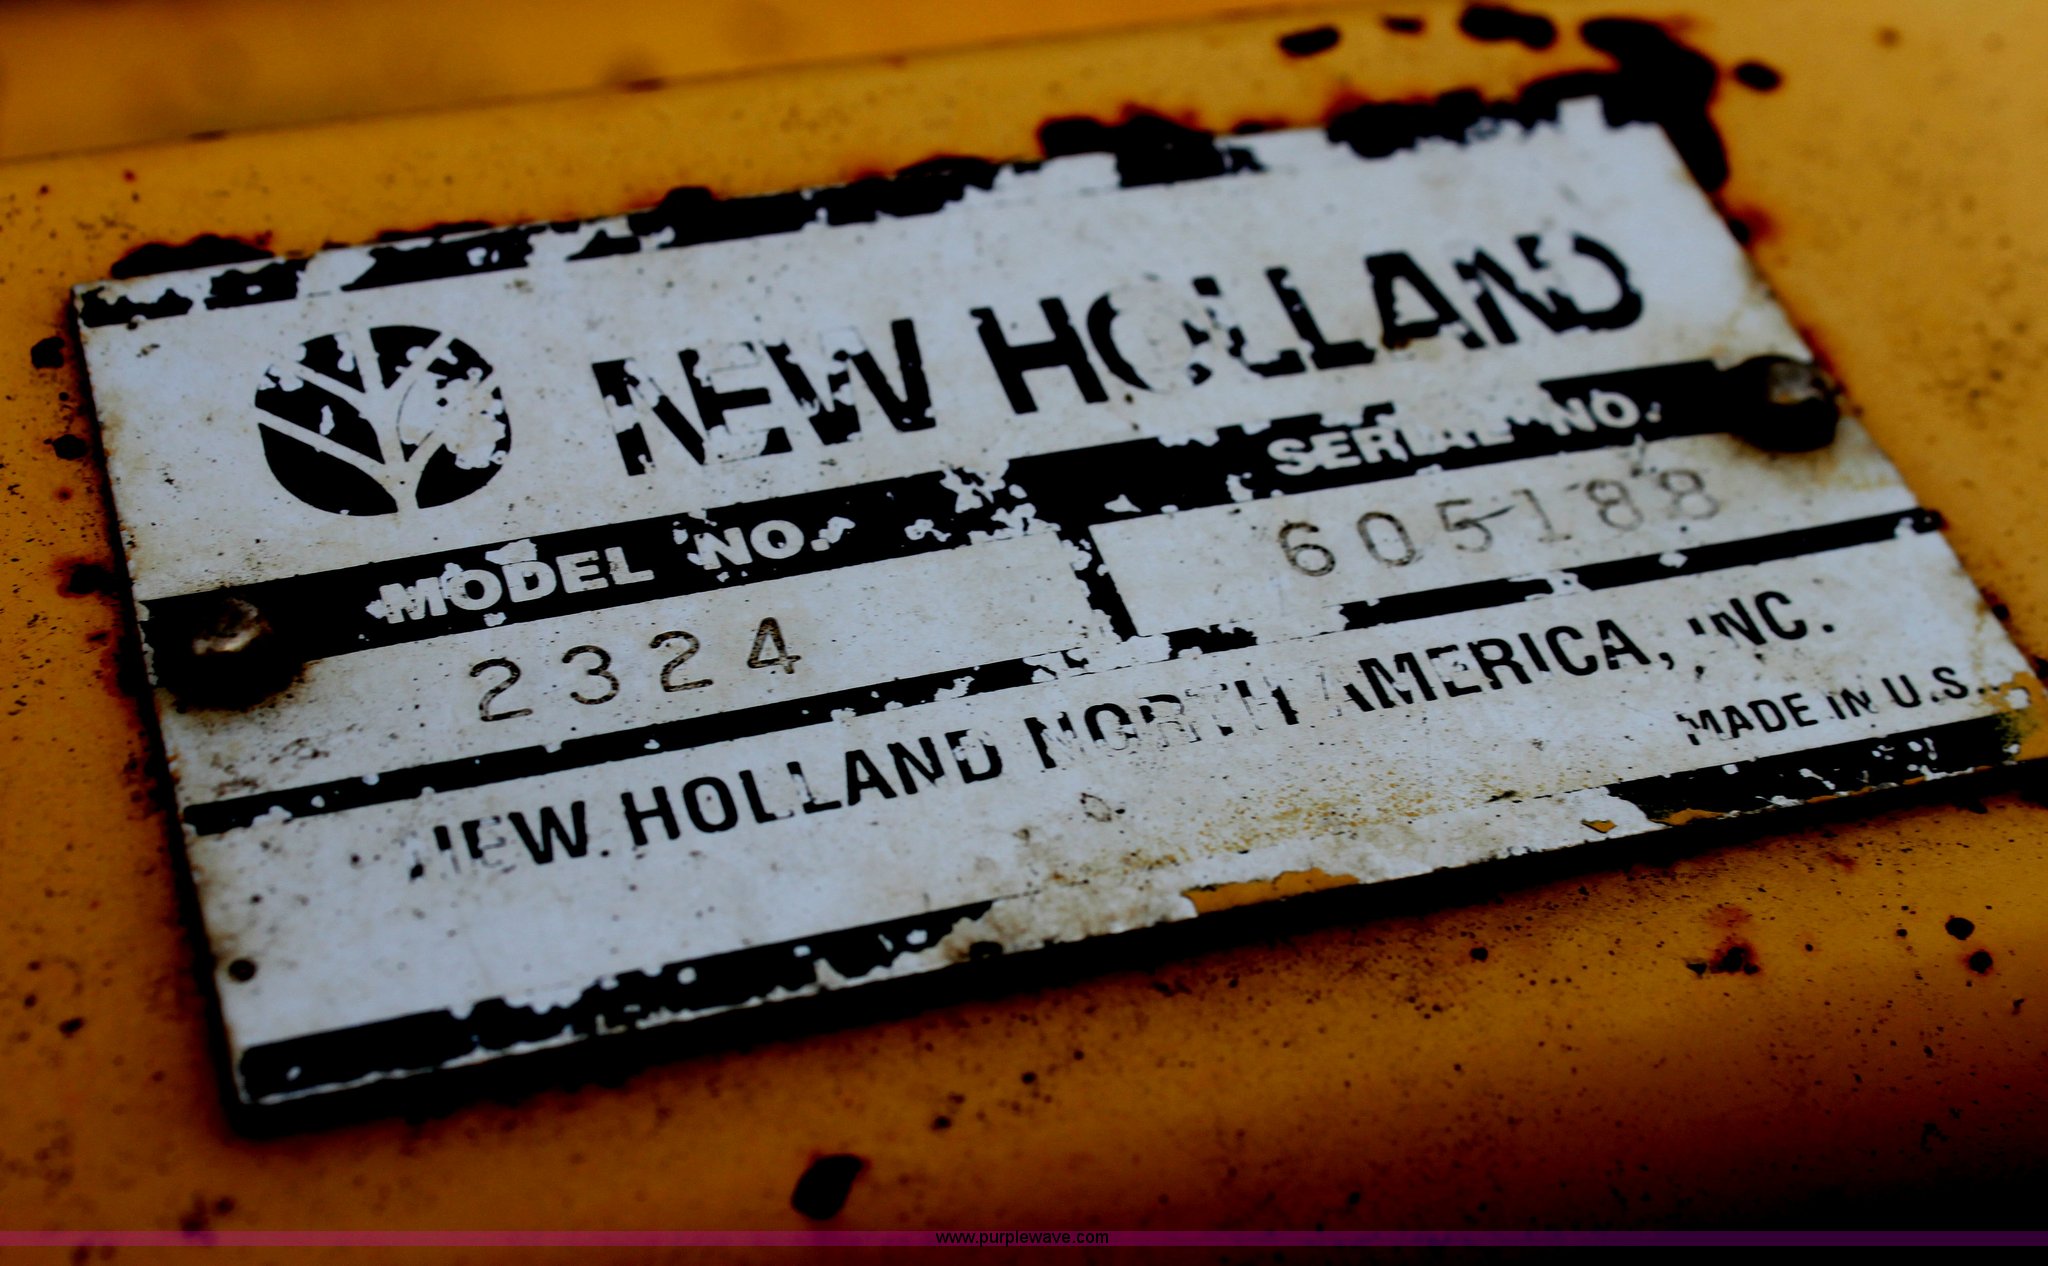 NEW HOLLAND
MODEL NO. SERIAL NO.
2324 605188
NEW HOLLAND NORTH AMERICA, INC.
MADE IN U.S.
www.purplewave.com